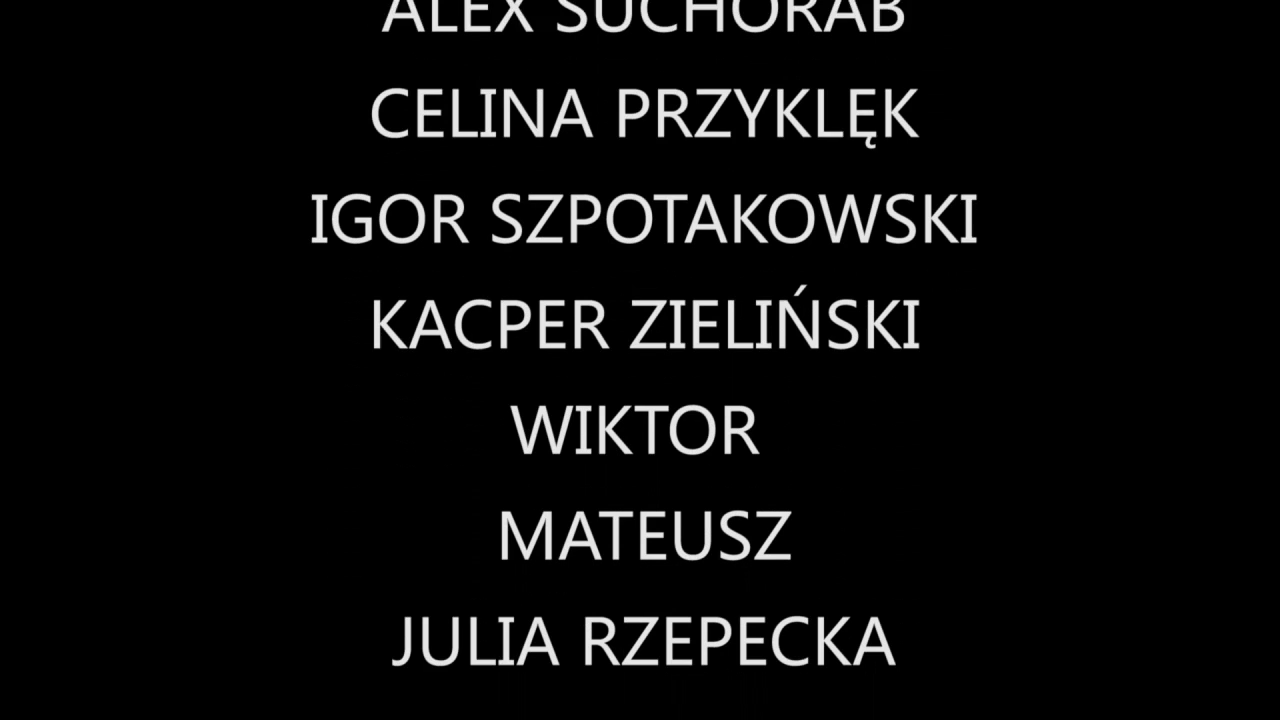 ALEX SUCHORAB
CELINA PRZYKLĘK
IGOR SZPOTAKOWSKI
KACPER ZIELIŃSKI
WIKTOR
MATEUSZ
JULIA RZEPECKA